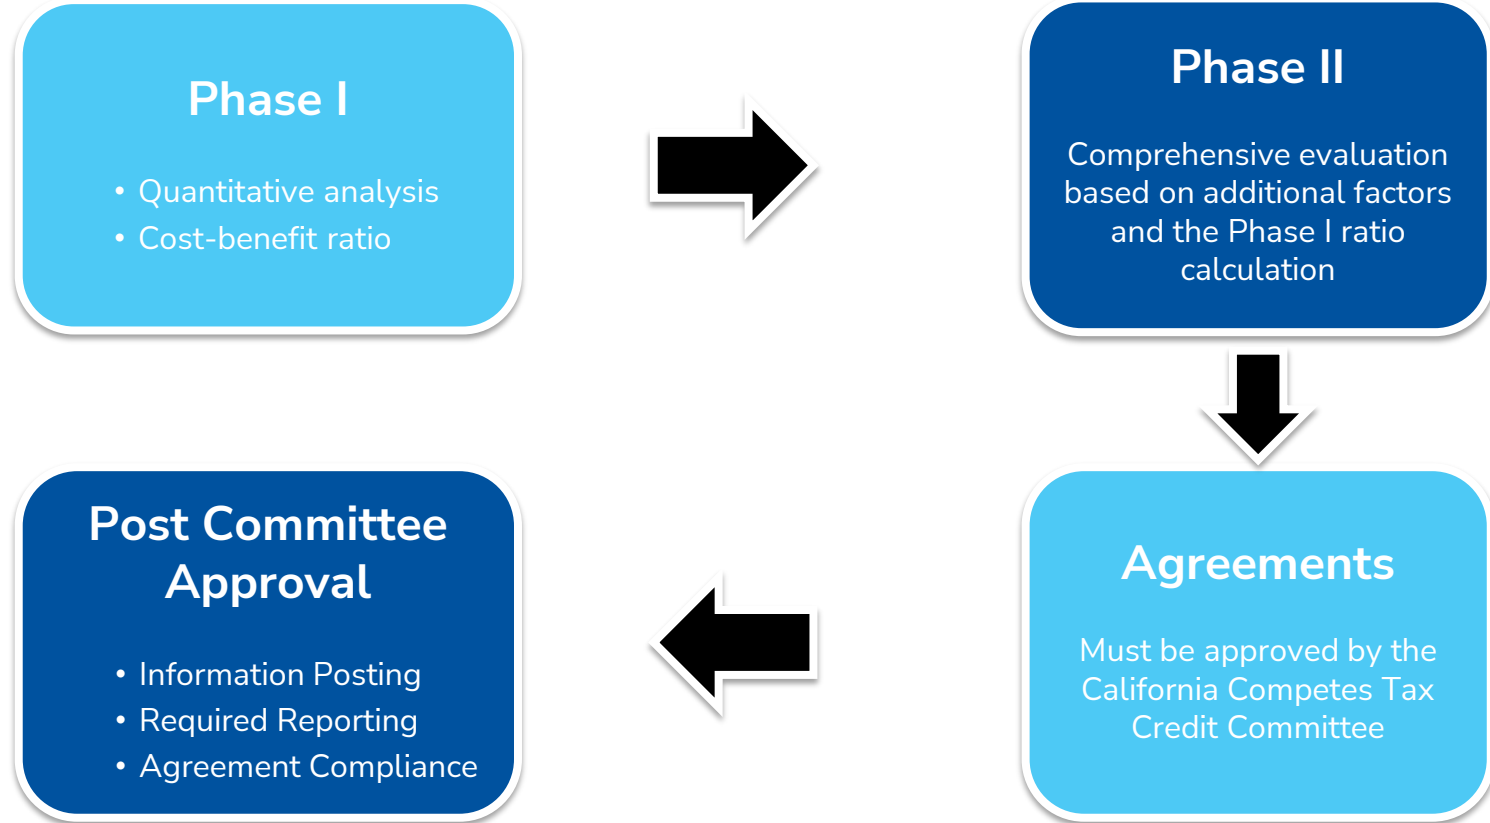 Phase I
• Quantitative analysis
• Cost-benefit ratio
Phase II
Comprehensive evaluation
based on additional factors
and the Phase I ratio
calculation
Agreements
Must be approved by the
California Competes Tax
Credit Committee
Post Committee
Approval
• Information Posting
• Required Reporting
• Agreement Compliance